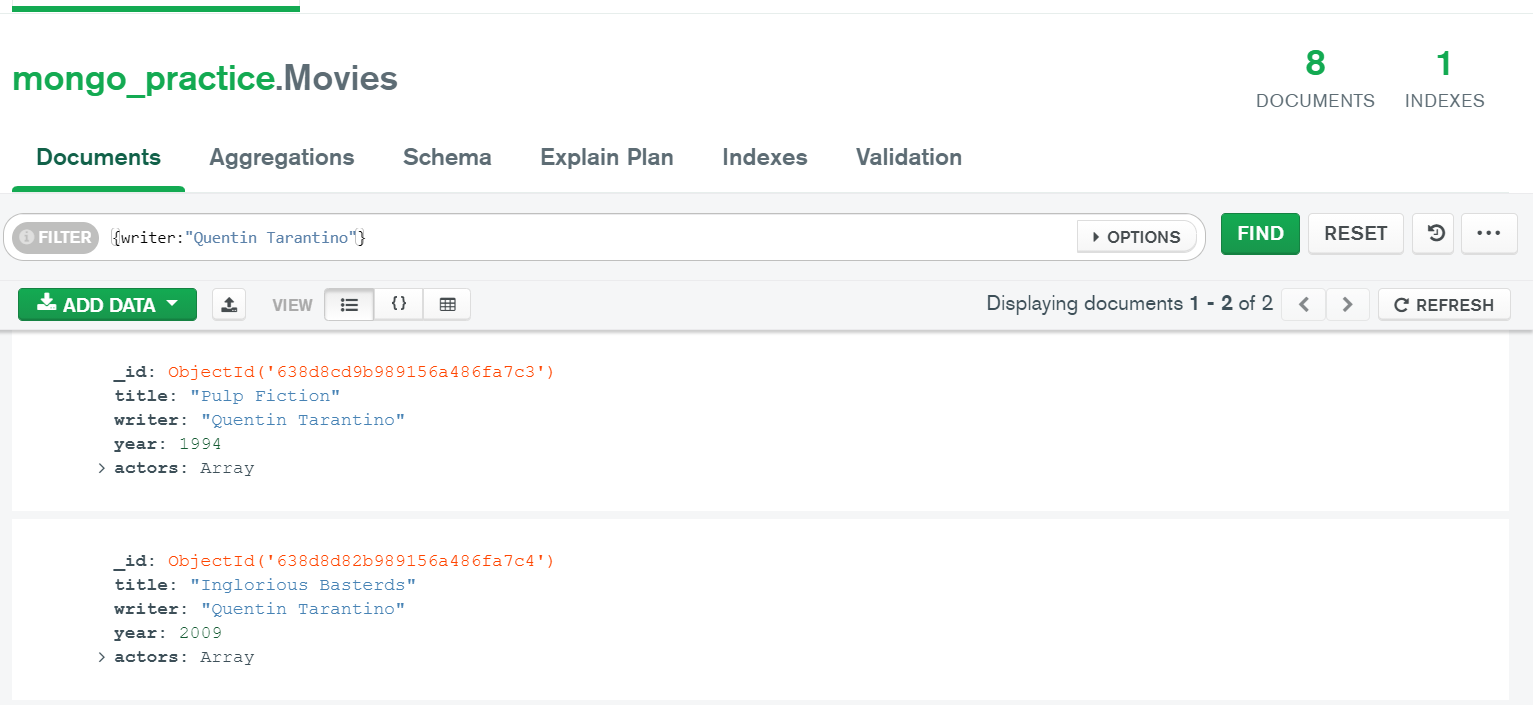 mongo_practice.Movies
8
DOCUMENTS
1
INDEXES
Documents Aggregations Schema Explain Plan Indexes Validation
FILTER {writer:"Quentin Tarantino"} OPTIONS FIND RESET ...
ADD DATA VIEW {} Displaying documents 1 - 2 of 2 < > REFRESH
_id: ObjectId('638d8cd9b989156a486fa7c3')
title: "Pulp Fiction"
writer: "Quentin Tarantino"
year: 1994
> actors: Array
_id: ObjectId('638d8d82b989156a486fa7c4')
title: "Inglorious Basterds"
writer: "Quentin Tarantino"
year: 2009
> actors: Array